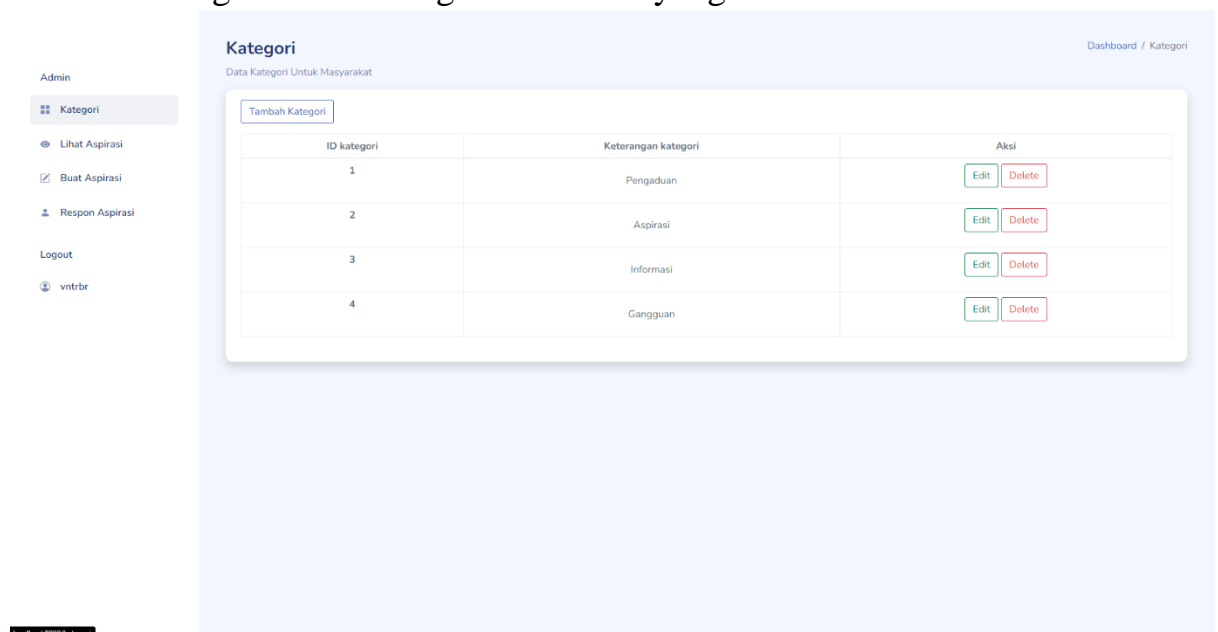 Kategori
Dashboard / Kategori
Data Kategori Untuk Masyarakat
Admin
Kategori
Lihat Aspirasi
Buat Aspirasi
Respon Aspirasi
Logout
vntrbr
Tambah Kategori
ID kategori Keterangan kategori Aksi
1 Pengaduan Edit Delete
2 Aspirasi Edit Delete
3 Informasi Edit Delete
4 Gangguan Edit Delete